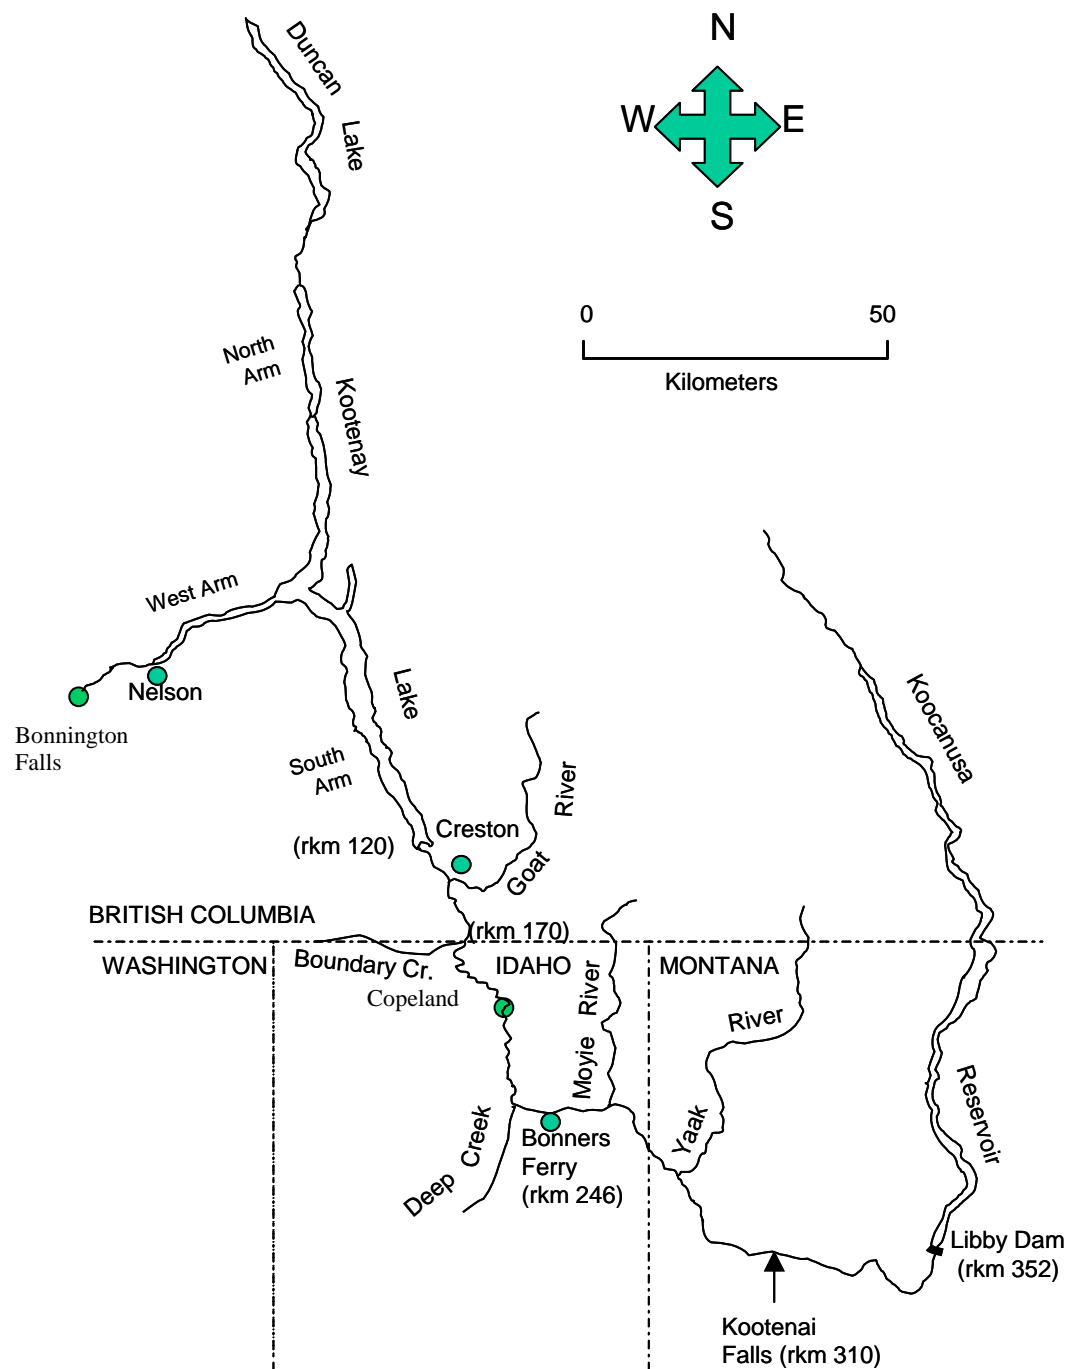 N
Duncan
Lake
W
E
S
0
50
Kilometers
North
Arm
Kootenay
West Arm
Nelson
Bonnington
Falls
Lake
South
Arm
Koocanusa
River
Goat
Creston
(rkm 120)
BRITISH COLUMBIA
(rkm 170)
WASHINGTON
Boundary Cr.
IDAHO
MONTANA
Copeland
Moyie River
River
Yaak
Reservoir
Deep Creek
Bonners
Ferry
(rkm 246)
Libby Dam
(rkm 352)
Kootenai
Falls (rkm 310)